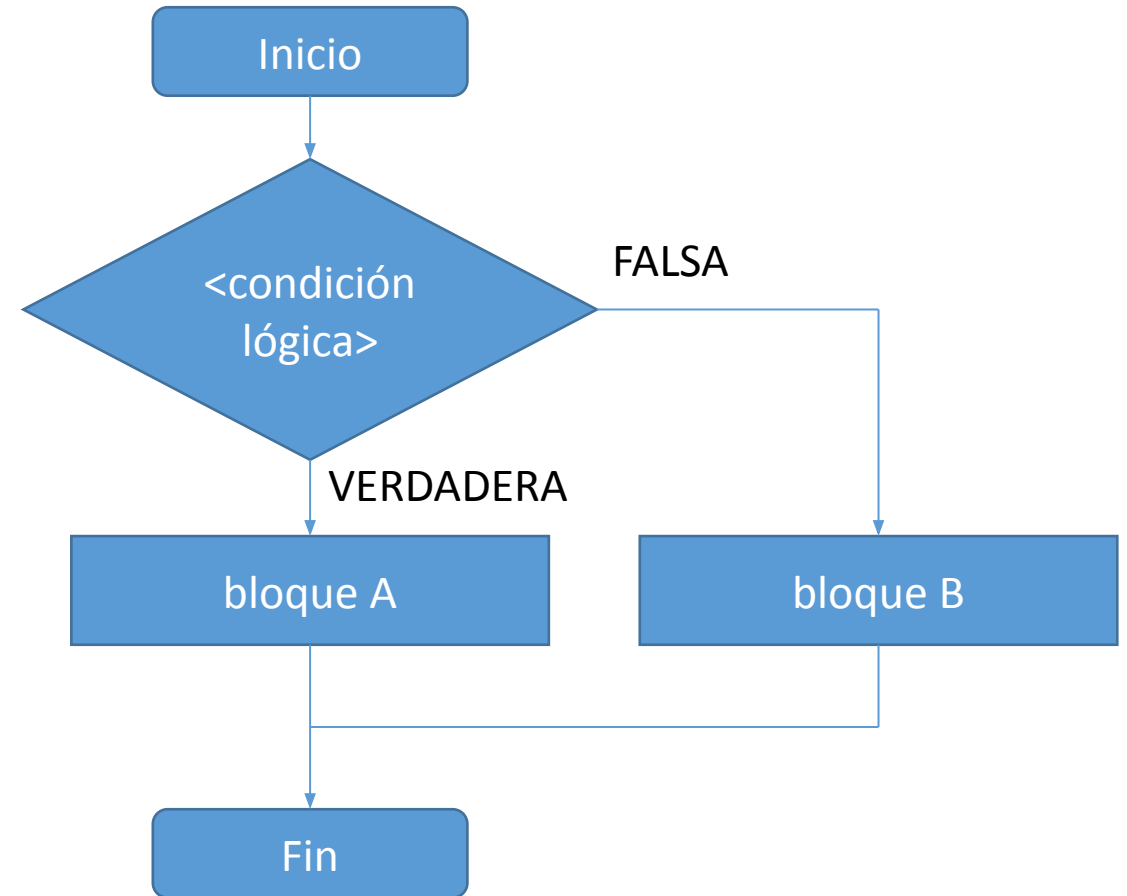 Inicio
FALSA
<condición
lógica>
VERDADERA
bloque A
bloque B
Fin